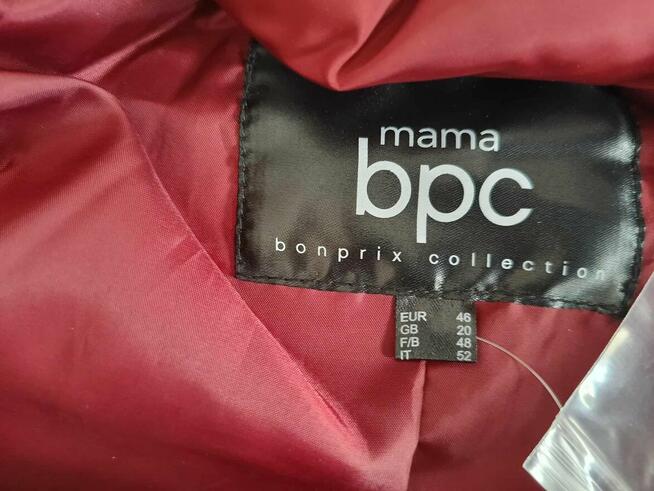 mama
bpc
bonprix collection
EUR 46
GB 20
F/B 48
IT 52